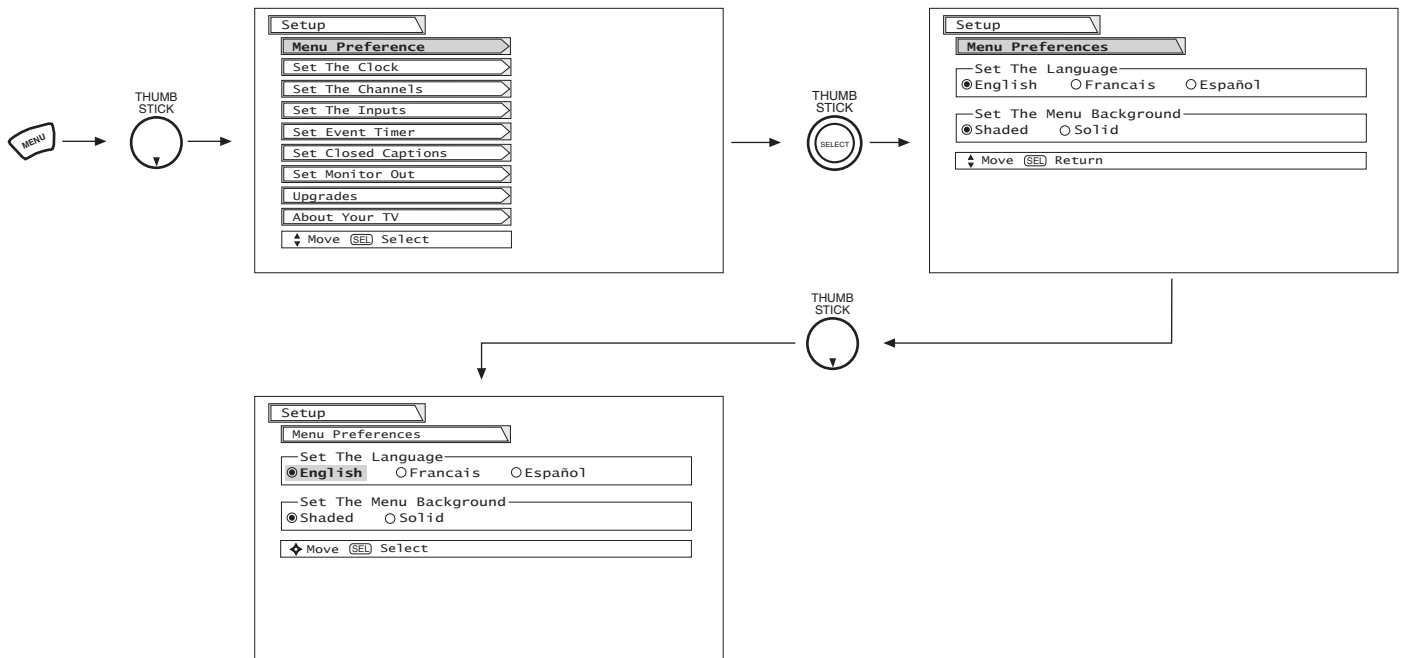 MENU
THUMB
STICK
Setup
Menu Preference
Set The Clock
Set The Channels
Set The Inputs
Set Event Timer
Set Closed Captions
Set Monitor Out
Upgrades
About Your TV
Move SEL Select
THUMB
STICK
SELECT
Setup
Menu Preferences
Set The Language
English Francais Español
Set The Menu Background
Shaded Solid
Move SEL Return
THUMB
STICK
Setup
Menu Preferences
Set The Language
English Francais Español
Set The Menu Background
Shaded Solid
Move SEL Select